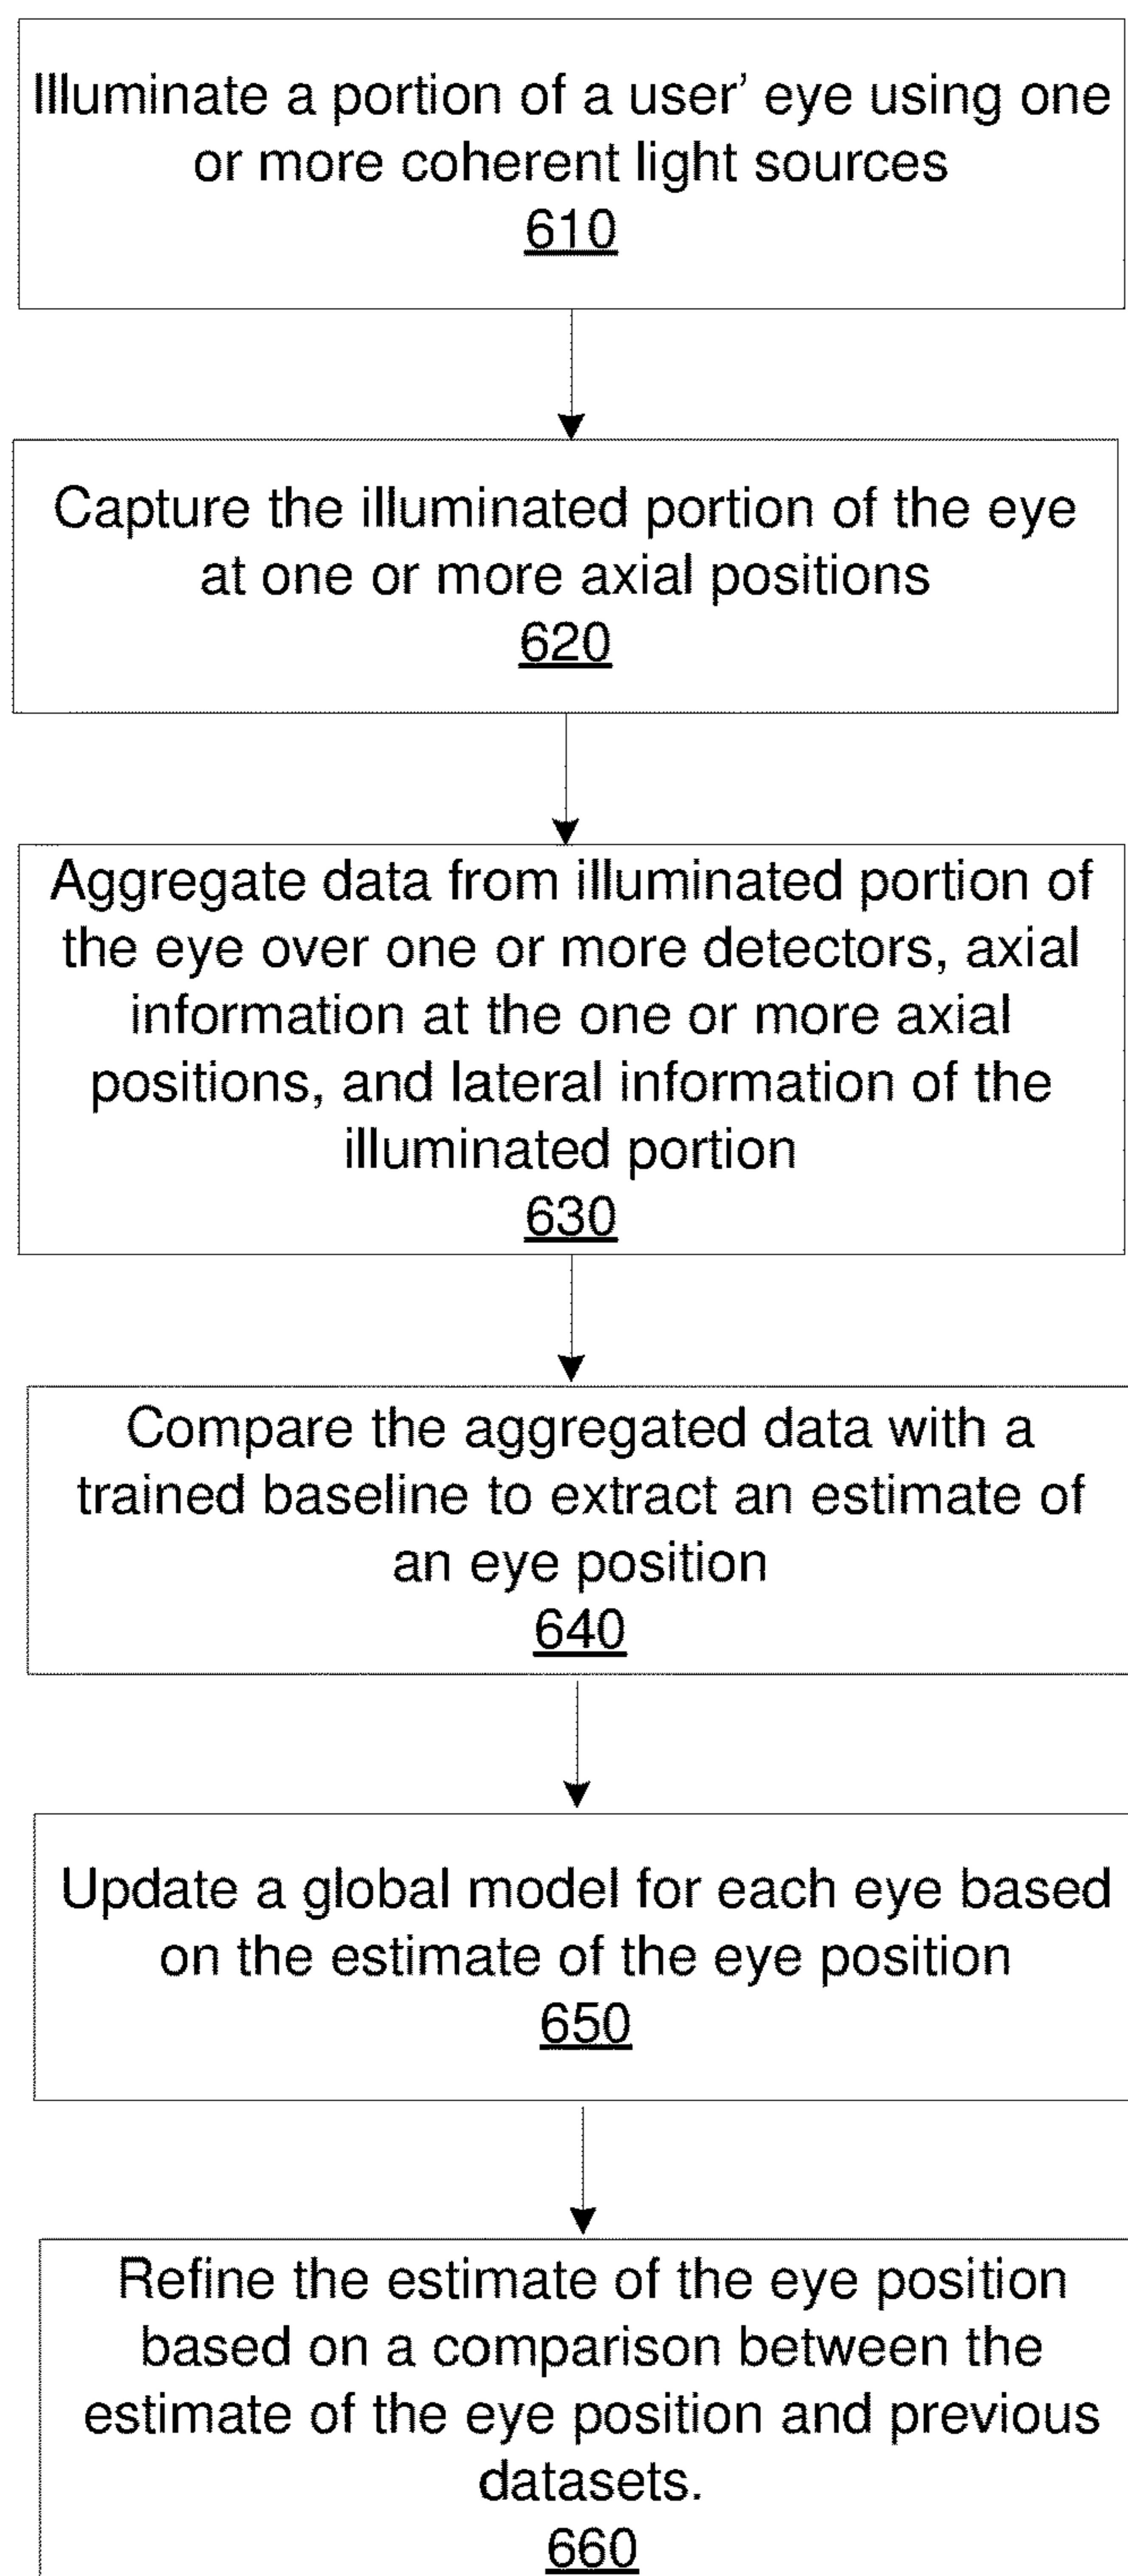 Illuminate a portion of a user' eye using one
or more coherent light sources
610
Capture the illuminated portion of the eye
at one or more axial positions
620
Aggregate data from illuminated portion of
the eye over one or more detectors, axial
information at the one or more axial
positions, and lateral information of the
illuminated portion
630
Compare the aggregated data with a
trained baseline to extract an estimate of
an eye position
640
Update a global model for each eye based
on the estimate of the eye position
650
Refine the estimate of the eye position
based on a comparison between the
estimate of the eye position and previous
datasets.
660